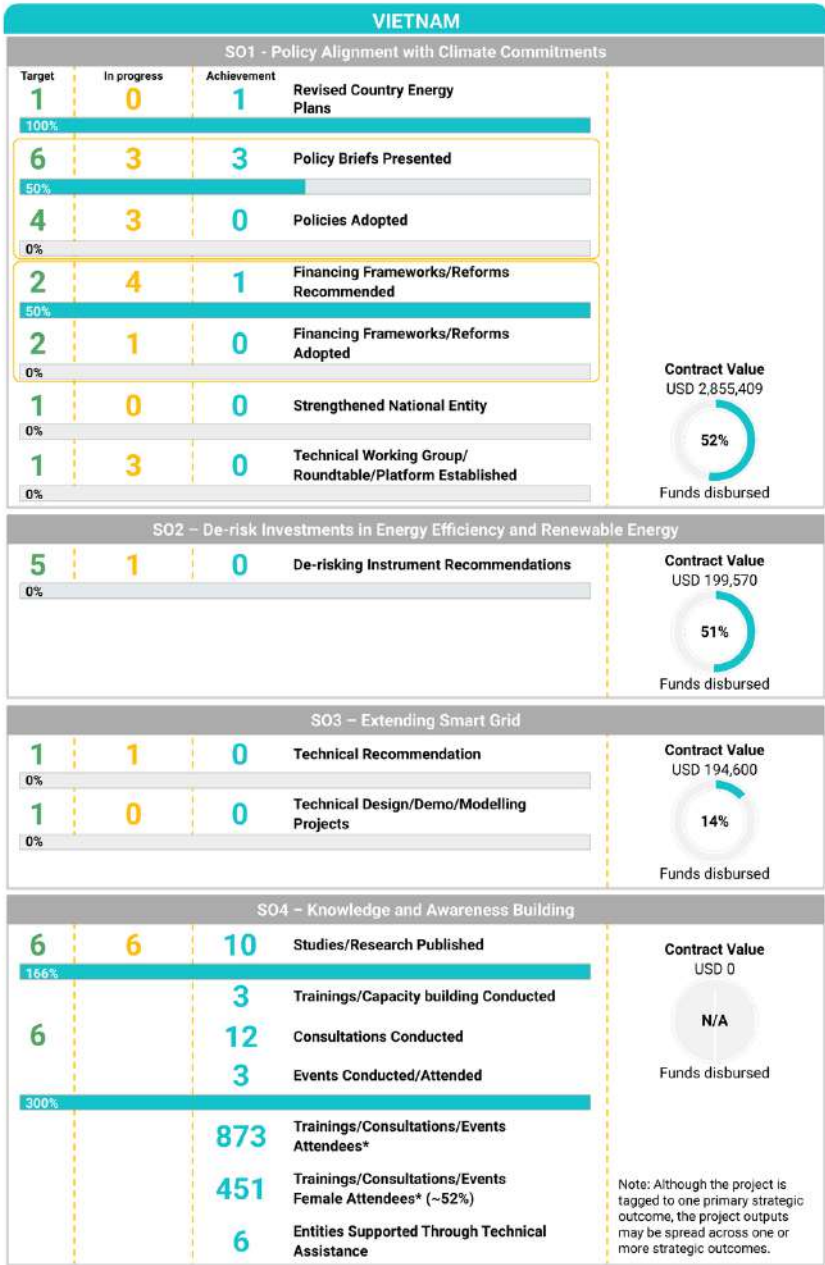 VIETNAM
SO1 - Policy Alignment with Climate Commitments
Target In progress Achievement
1 0 1 Revised Country Energy
Plans
100%
6 3 3 Policy Briefs Presented
50%
4 3 0 Policies Adopted
0%
2 4 1 Financing Frameworks/Reforms
Recommended
50%
2 1 0 Financing Frameworks/Reforms
Adopted
0%
1 0 0 Strengthened National Entity
0%
1 3 0 Technical Working Group/
Roundtable/Platform Established
0%
Contract Value
USD 2,855,409
52%
Funds disbursed
SO2 – De-risk Investments in Energy Efficiency and Renewable Energy
5 1 0 De-risking Instrument Recommendations
0%
Contract Value
USD 199,570
51%
Funds disbursed
SO3 – Extending Smart Grid
1 1 0 Technical Recommendation
0%
1 0 0 Technical Design/Demo/Modelling
Projects
0%
Contract Value
USD 194,600
14%
Funds disbursed
SO4 – Knowledge and Awareness Building
6 6 10 Studies/Research Published
166%
3 Trainings/Capacity building Conducted
6 12 Consultations Conducted
3 Events Conducted/Attended
300%
873 Trainings/Consultations/Events
Attendees*
451 Trainings/Consultations/Events
Female Attendees* (~52%)
6 Entities Supported Through Technical
Assistance
Contract Value
USD 0
N/A
Funds disbursed
Note: Although the project is
tagged to one primary strategic
outcome, the project outputs
may be spread across one or
more strategic outcomes.